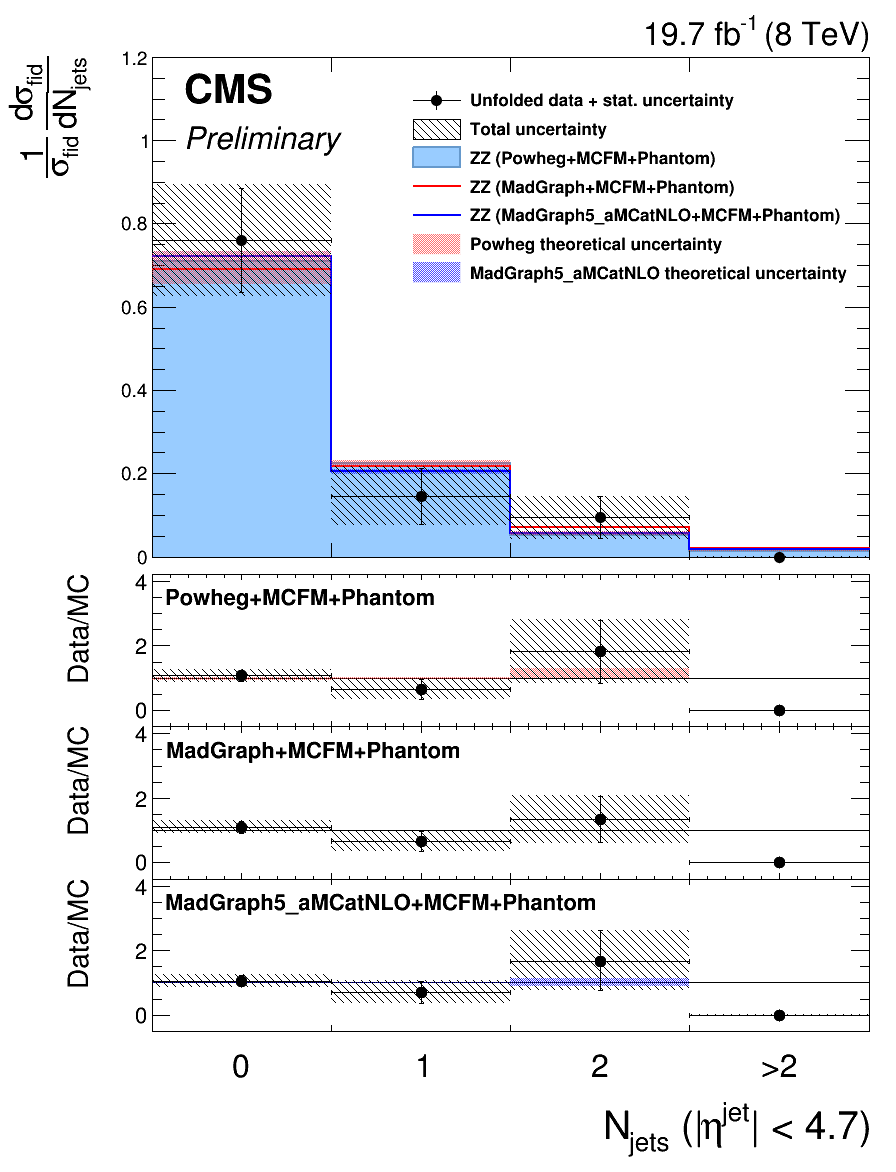 19.7 fb⁻¹ (8 TeV)
1/σ_fid dσ_fid/dN_jets
CMS
Preliminary
Unfolded data + stat. uncertainty
Total uncertainty
ZZ (Powheg+MCFM+Phantom)
ZZ (MadGraph+MCFM+Phantom)
ZZ (MadGraph5_aMCatNLO+MCFM+Phantom)
Powheg theoretical uncertainty
MadGraph5_aMCatNLO theoretical uncertainty
1.2
1
0.8
0.6
0.4
0.2
0
Data/MC
Powheg+MCFM+Phantom
4
2
0
Data/MC
MadGraph+MCFM+Phantom
4
2
0
Data/MC
MadGraph5_aMCatNLO+MCFM+Phantom
4
2
0
0 1 2 >2
N_jets (|η^jet| < 4.7)